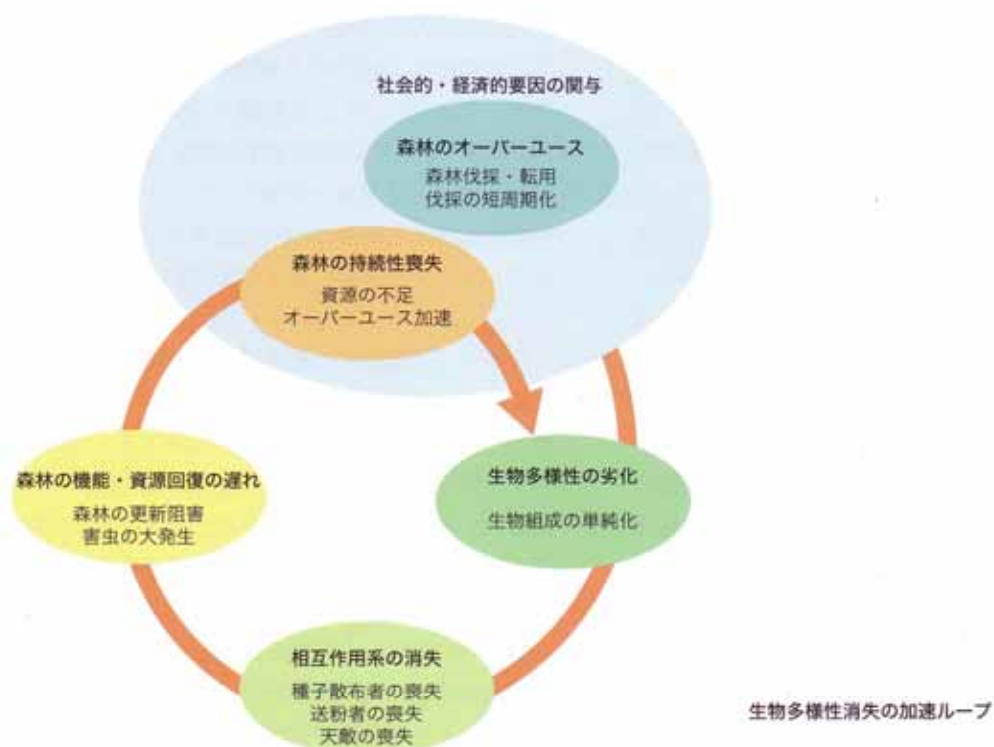 社会的・経済的要因の関与
森林のオーバーユース
森林伐採・転用
伐採の短周期化
森林の持続性喪失
資源の不足
オーバーユース加速
生物多様性の劣化
生物組成の単純化
森林の機能・資源回復の遅れ
森林の更新阻害
害虫の大発生
相互作用系の消失
種子散布者の喪失
送粉者の喪失
天敵の喪失
生物多様性消失の加速ループ